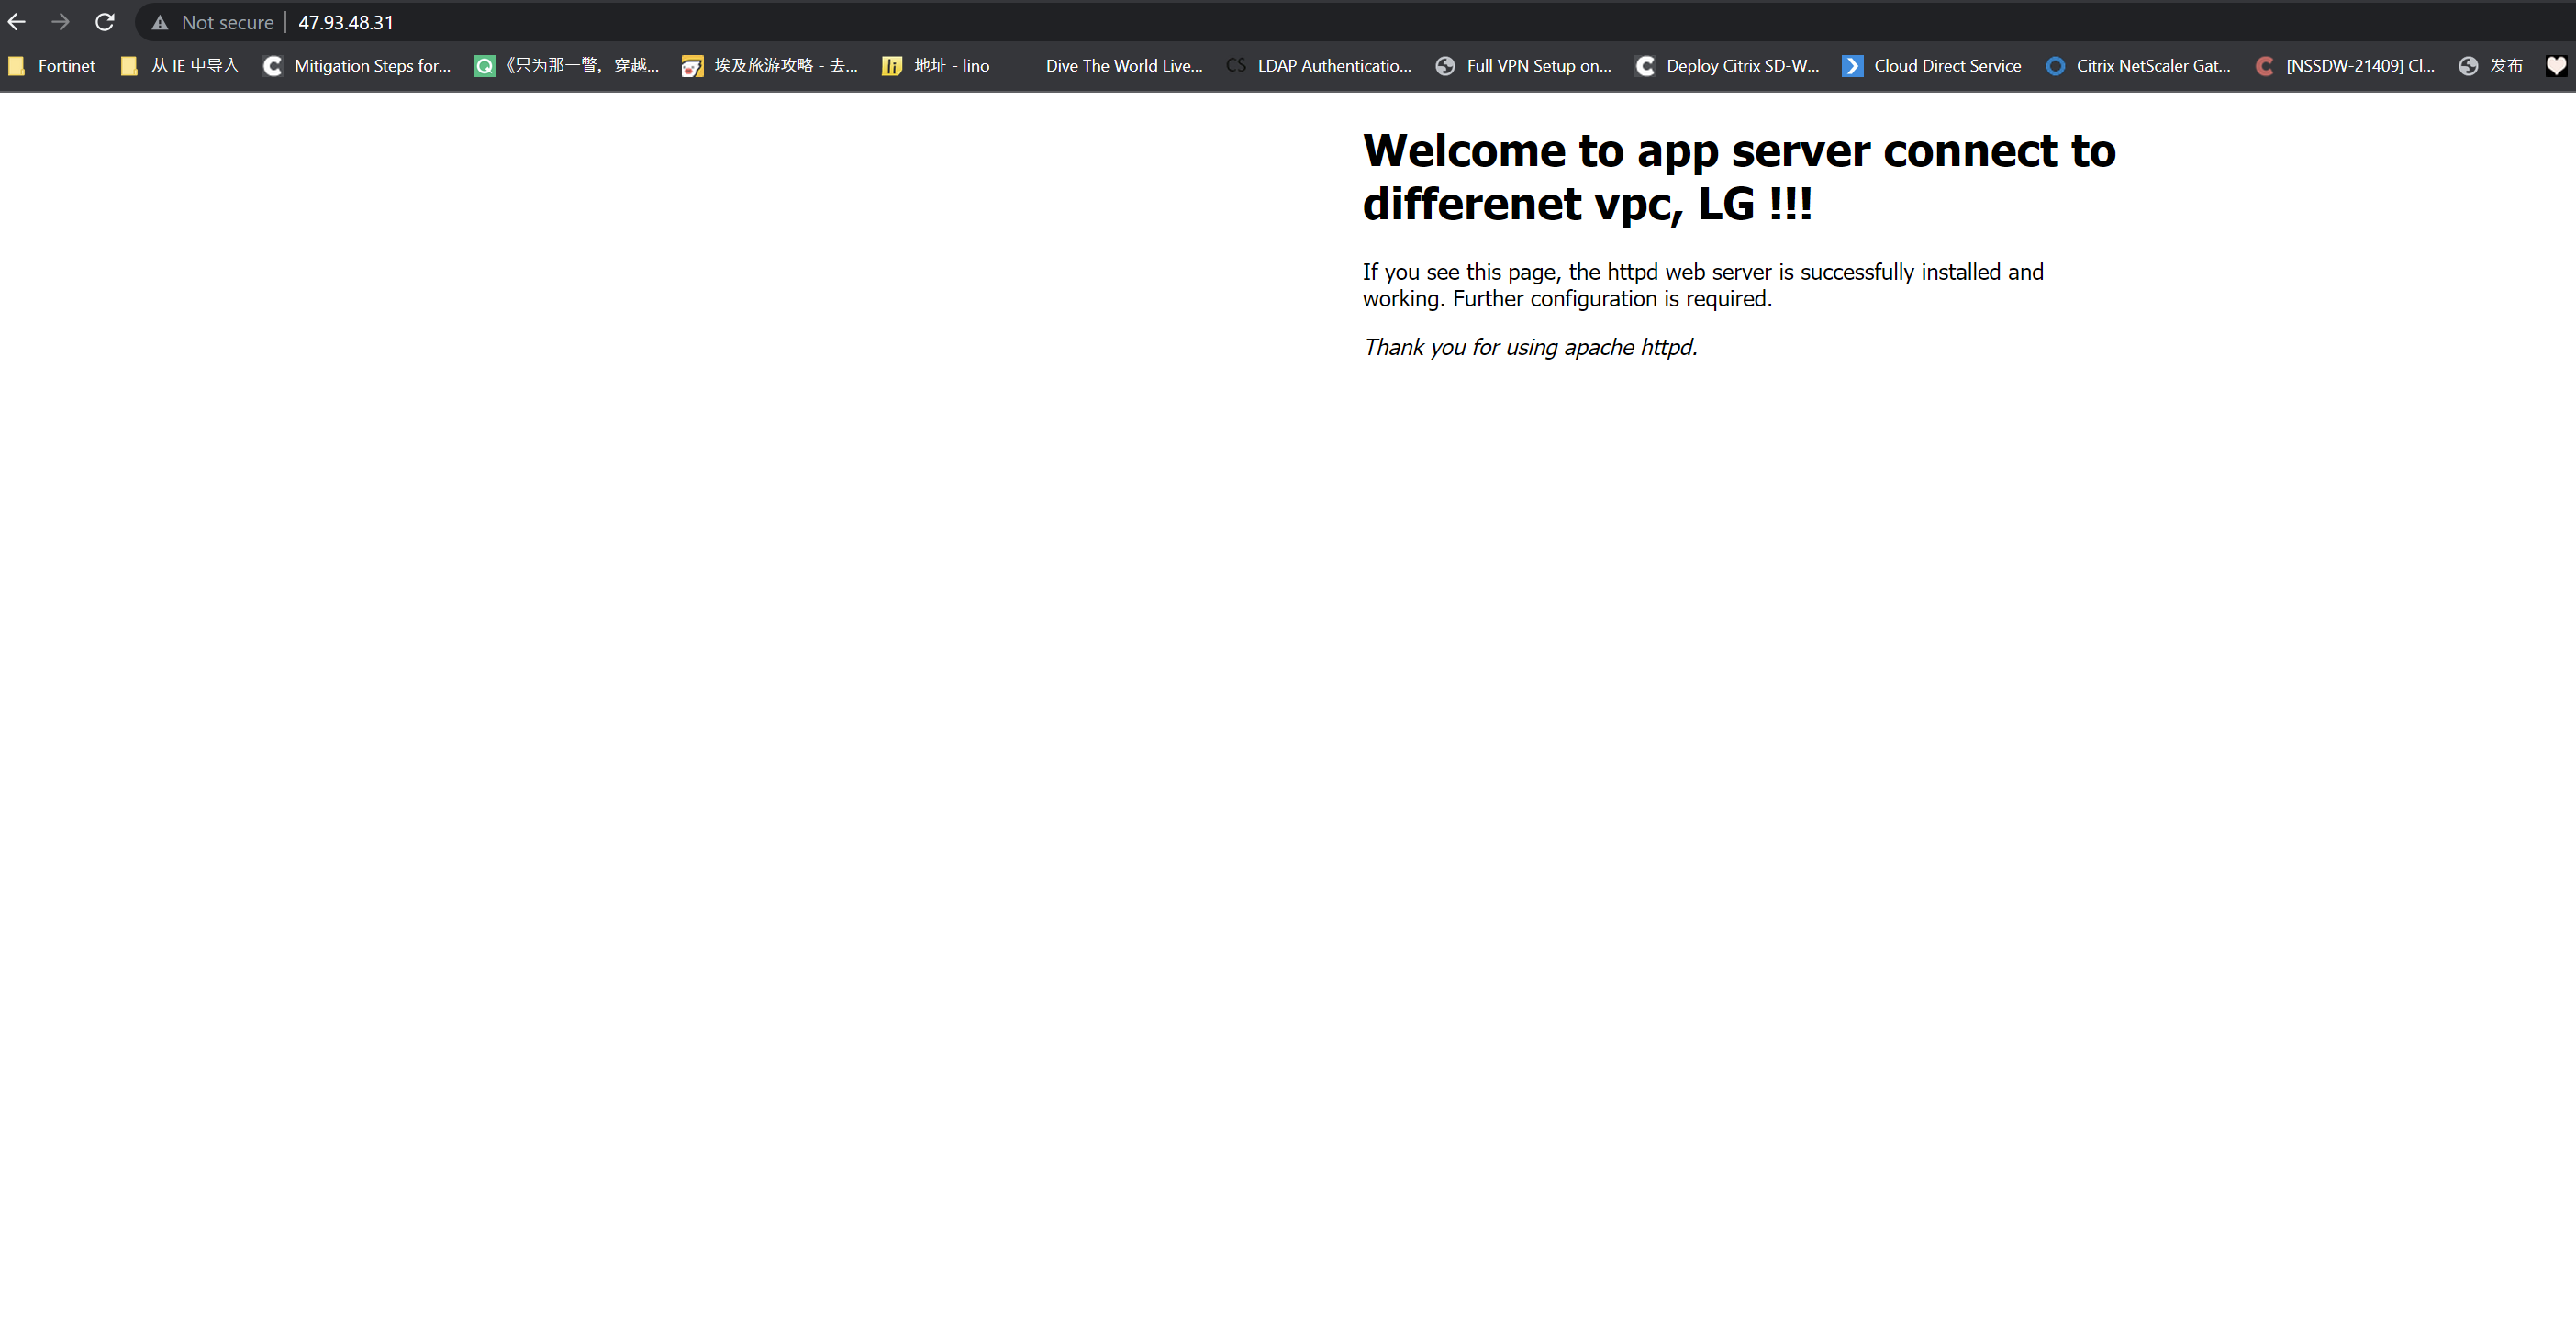 Not secure | 47.93.48.31
Fortinet 从 IE 中导入 Mitigation Steps for... 《只为那一瞥，穿越... 埃及旅游攻略 - 去... 地址 - lino Dive The World Live... CS LDAP Authenticatio... Full VPN Setup on... Deploy Citrix SD-W... Cloud Direct Service Citrix NetScaler Gat... [NSSDW-21409] Cl... 发布
Welcome to app server connect to
differenet vpc, LG !!!
If you see this page, the httpd web server is successfully installed and
working. Further configuration is required.
Thank you for using apache httpd.